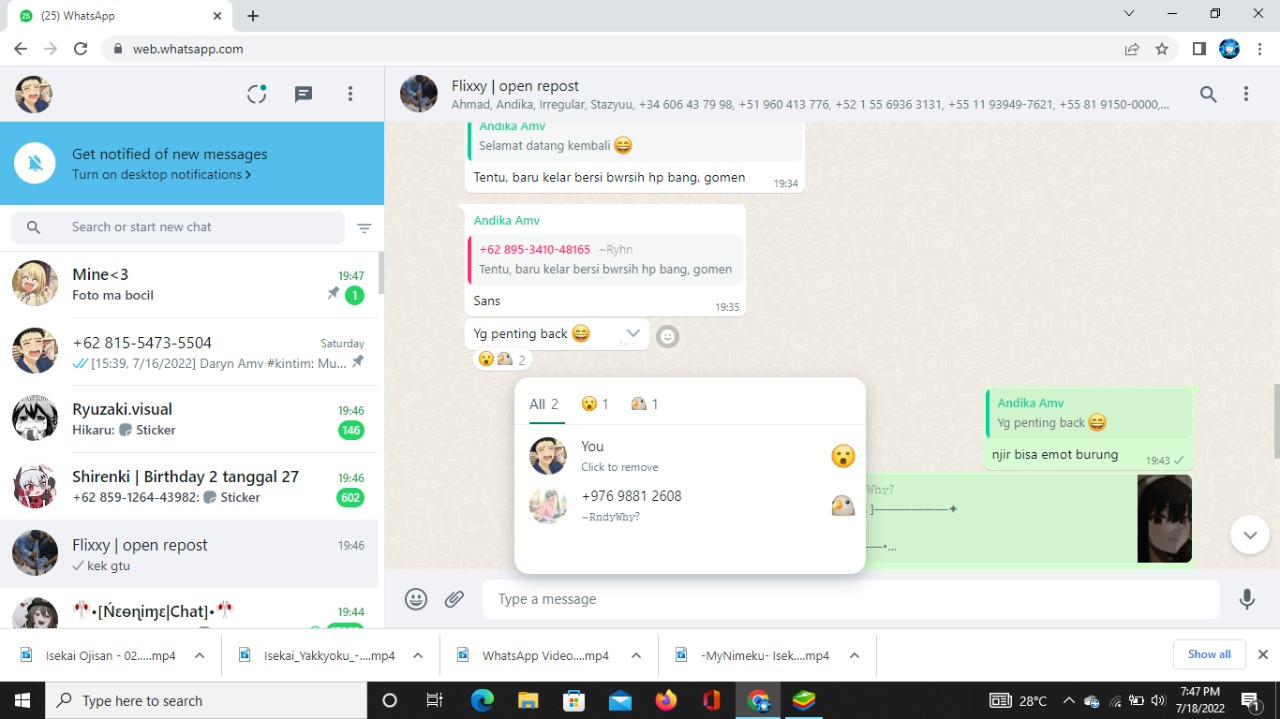 (25) WhatsApp
web.whatsapp.com
Get notified of new messages
Turn on desktop notifications >
Search or start new chat
Mine<3
19:47
Foto ma bocil
1
+62 815-5473-5504
Saturday
[15:39, 7/16/2022] Daryn Amv #kintim: Mu...
Ryuzaki.visual
19:46
Hikaru: Sticker
146
Shirenki | Birthday 2 tanggal 27
19:46
+62 859-1264-43982: Sticker
602
Flixxy | open repost
19:46
kek gtu
🎌•[Ńɛɵɳiɱɛ|Chat]•🎌
19:44
Flixxy | open repost
Ahmad, Andika, Irregular, Stazyuu, +34 606 43 79 98, +51 960 413 776, +52 1 55 6936 3131, +55 11 93949-7621, +55 81 9150-0000,...
Andika Amv
Selamat datang kembali 😄
Tentu, baru kelar bersi bwrsih hp bang, gomen
19:34
Andika Amv
+62 895-3410-48165 ~Ryhn
Tentu, baru kelar bersi bwrsih hp bang, gomen
Sans
19:35
Yg penting back 😄
2
All 2 😮 1 1
You
Click to remove
+976 9881 2608
~RndyWhy?
Andika Amv
Yg penting back 😄
njir bisa emot burung
19:43
Why?
]—————✦
—•...
Type a message
Isekai Ojisan - 02.....mp4
Isekai_Yakkyoku_-....mp4
WhatsApp Video....mp4
-MyNimeku- Isek....mp4
Show all
Type here to search
28°C
7:47 PM
7/18/2022
1